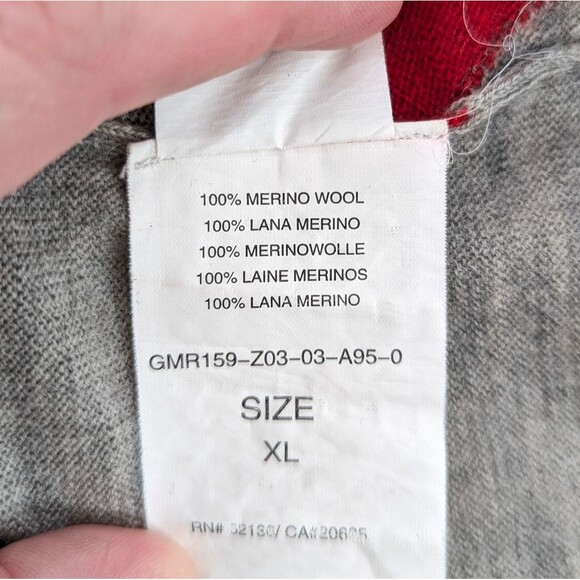 100% MERINO WOOL
100% LANA MERINO
100% MERINOWOLLE
100% LAINE MERINOS
100% LANA MERINO
GMR159-Z03-03-A95-0
SIZE
XL
RN#